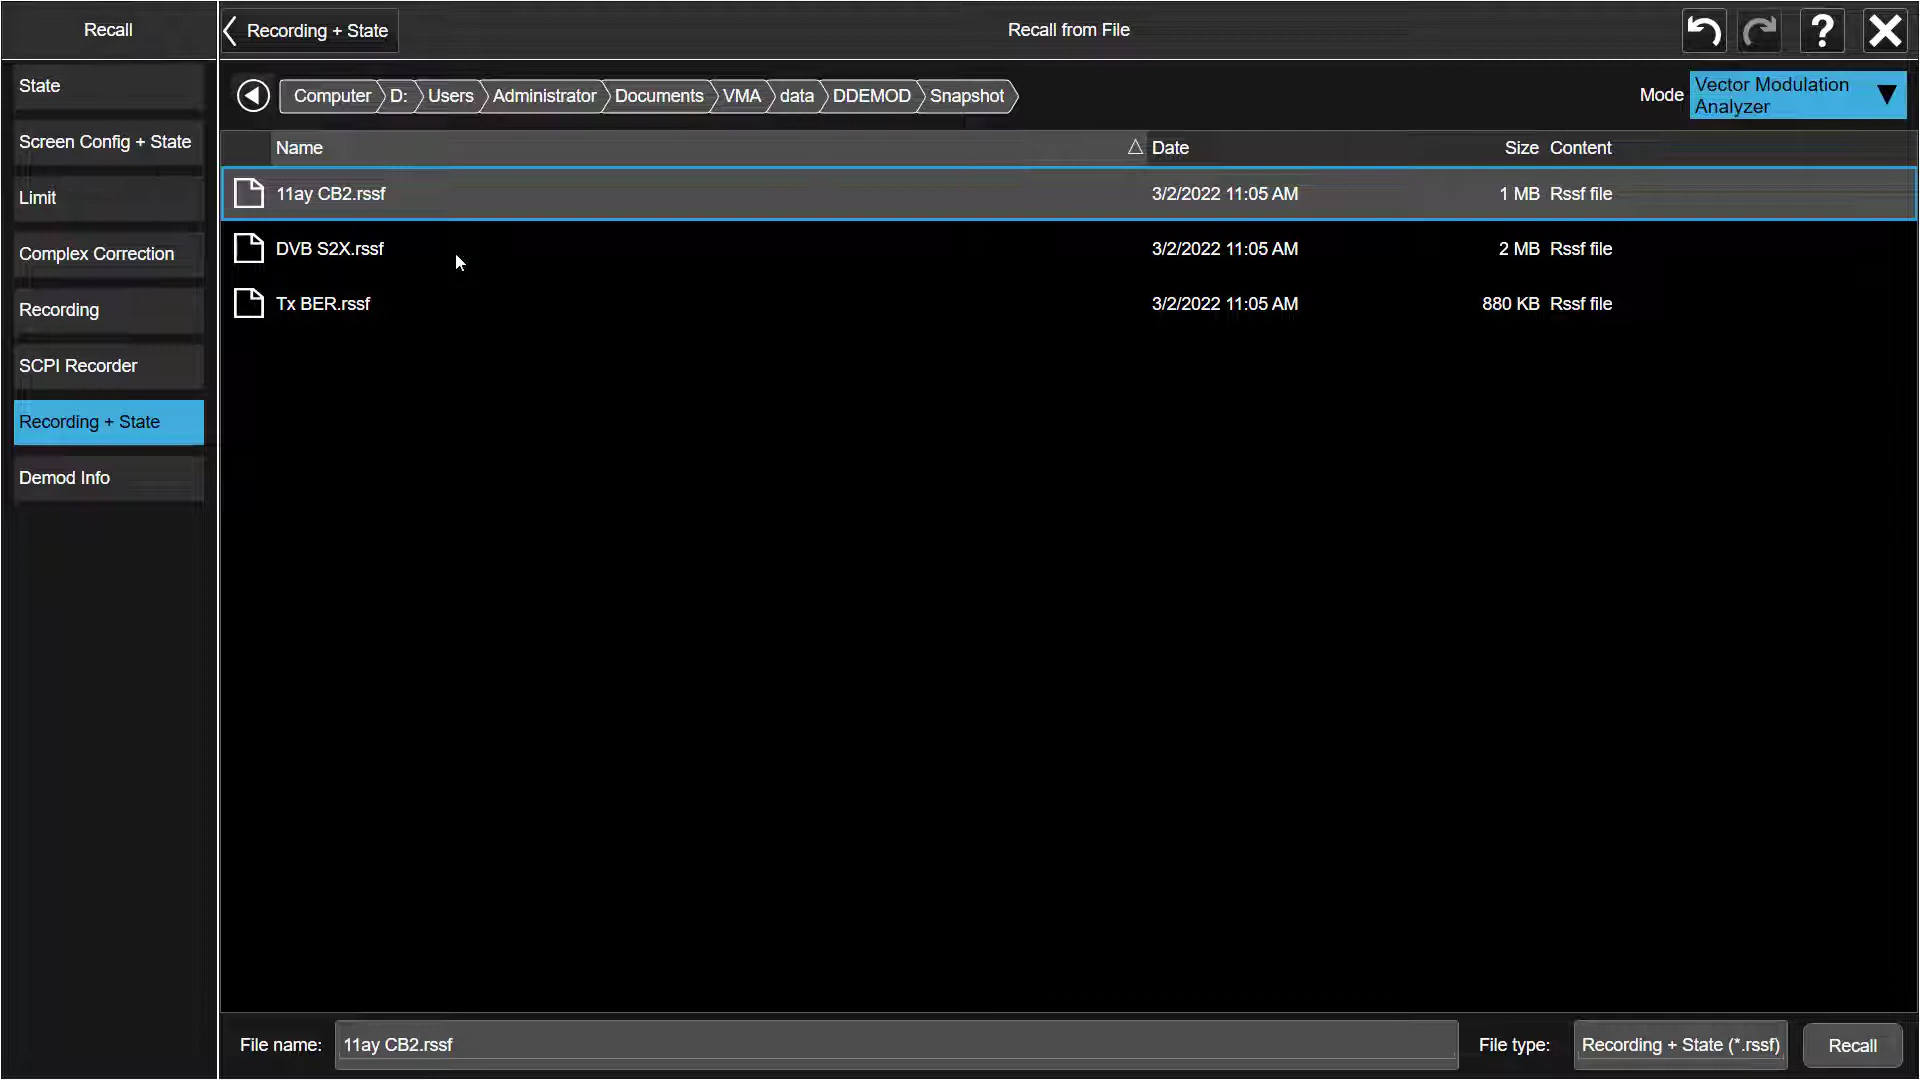 Recall
Recording + State
Recall from File
?
State
Screen Config + State
Limit
Complex Correction
Recording
SCPI Recorder
Recording + State
Demod Info
Computer D: Users Administrator Documents VMA data DDEMOD Snapshot
Mode
Vector Modulation
Analyzer
Name Date Size Content
11ay CB2.rssf 3/2/2022 11:05 AM 1 MB Rssf file
DVB S2X.rssf 3/2/2022 11:05 AM 2 MB Rssf file
Tx BER.rssf 3/2/2022 11:05 AM 880 KB Rssf file
File name: 11ay CB2.rssf
File type: Recording + State (*.rssf)
Recall